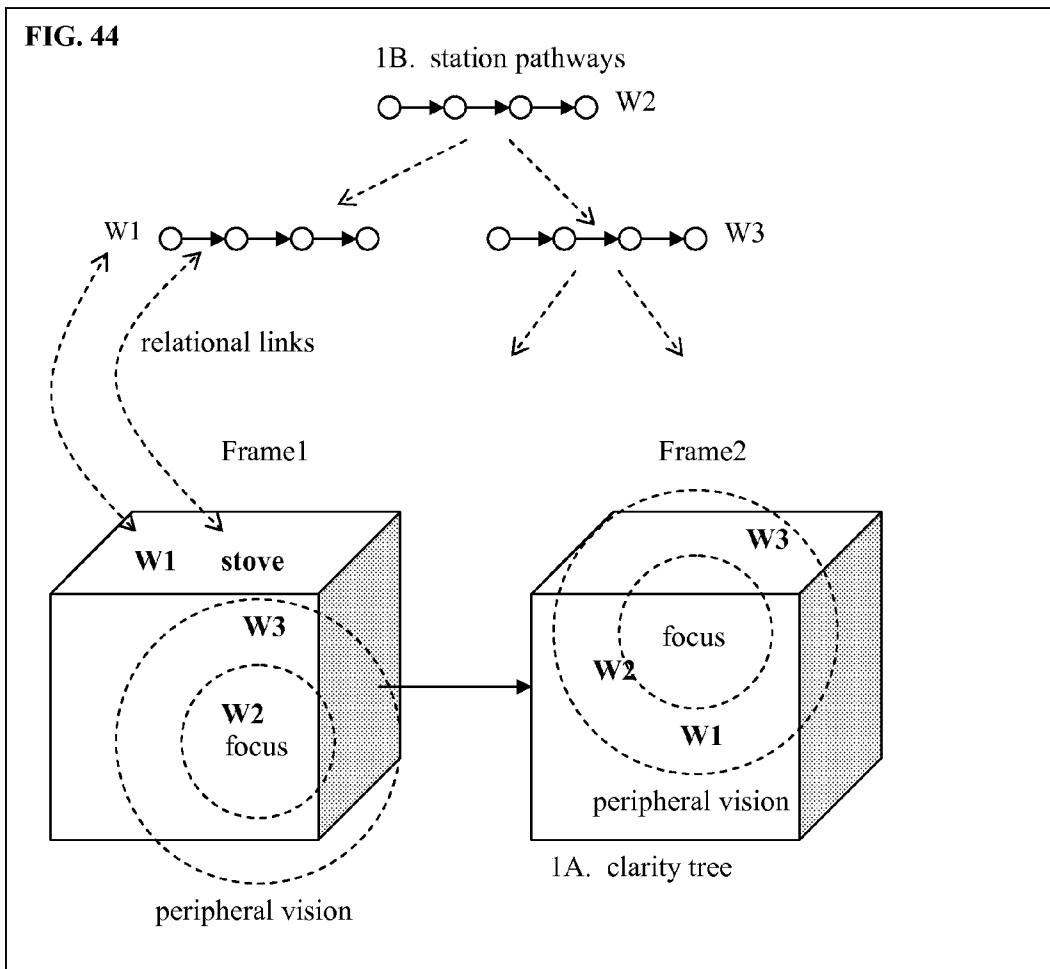 FIG. 44
1B. station pathways
W2
W1
W3
relational links
Frame1
Frame2
W1 stove
W3
W3
focus
W2
W2
focus
W1
peripheral vision
1A. clarity tree
peripheral vision